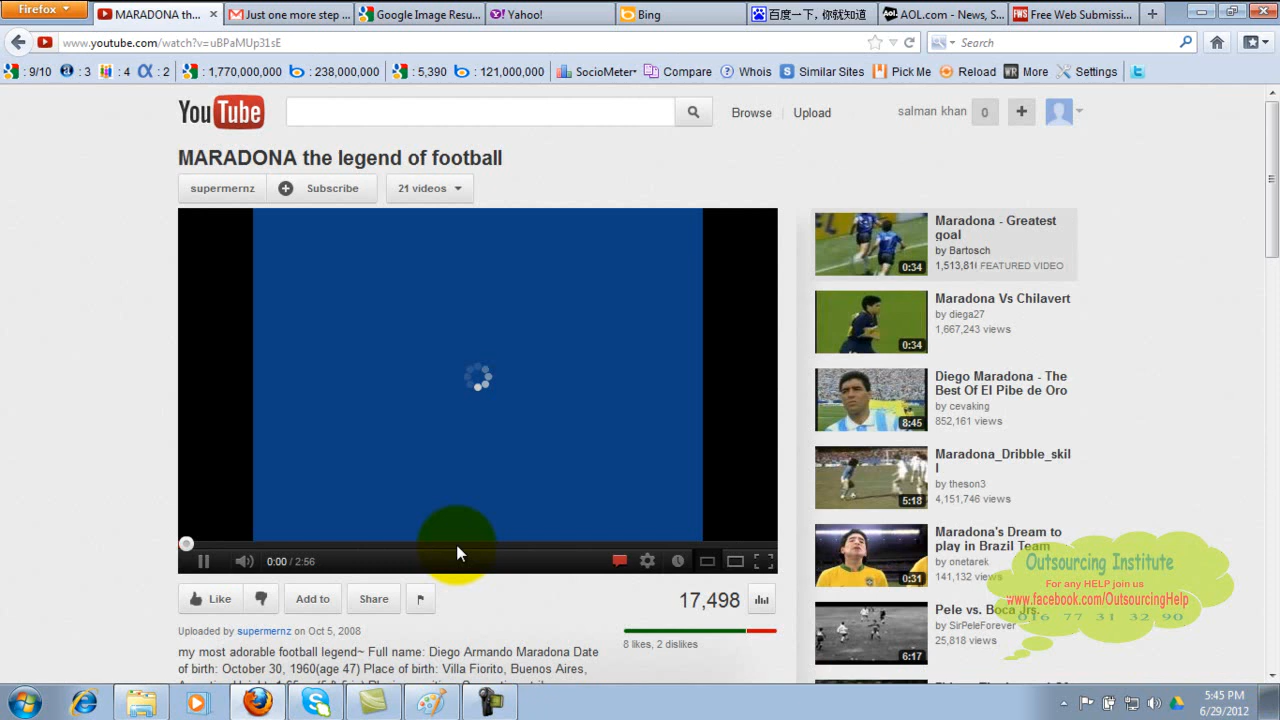 Firefox
MARADONA th...
Just one more step ...
Google Image Resu...
Yahoo!
Bing
百度一下，你就知道
AOL.com - News, S...
Free Web Submissi...
www.youtube.com/watch?v=uBPaMUp31sE
Search
: 9/10 : 3 : 4 : 2 : 1,770,000,000 : 238,000,000 : 5,390 : 121,000,000 SocioMeter Compare Whois Similar Sites Pick Me Reload More Settings
YouTube
Browse
Upload
salman khan 0
MARADONA the legend of football
supermernz
Subscribe
21 videos
Maradona - Greatest
goal
by Bartosch
1,513,81 FEATURED VIDEO
0:34
Maradona Vs Chilavert
by diega27
1,667,243 views
0:34
Diego Maradona - The
Best Of El Pibe de Oro
by cevaking
852,161 views
8:45
Maradona_Dribble_skil
l
by theson3
4,151,746 views
5:18
Maradona's Dream to
play in Brazil Team
by onetarek
141,132 views
0:31
Pele vs. Boca Jrs.
by SirPeleForever
25,818 views
6:17
Outsourcing Institute
For any HELP join us
www.facebook.com/OutsourcingHelp
016 77 31 32 90
0:00 / 2:56
Like
Add to
Share
17,498
Uploaded by supermernz on Oct 5, 2008
8 likes, 2 dislikes
my most adorable football legend~ Full name: Diego Armando Maradona Date
of birth: October 30, 1960(age 47) Place of birth: Villa Fiorito, Buenos Aires,
5:45 PM
6/29/2012